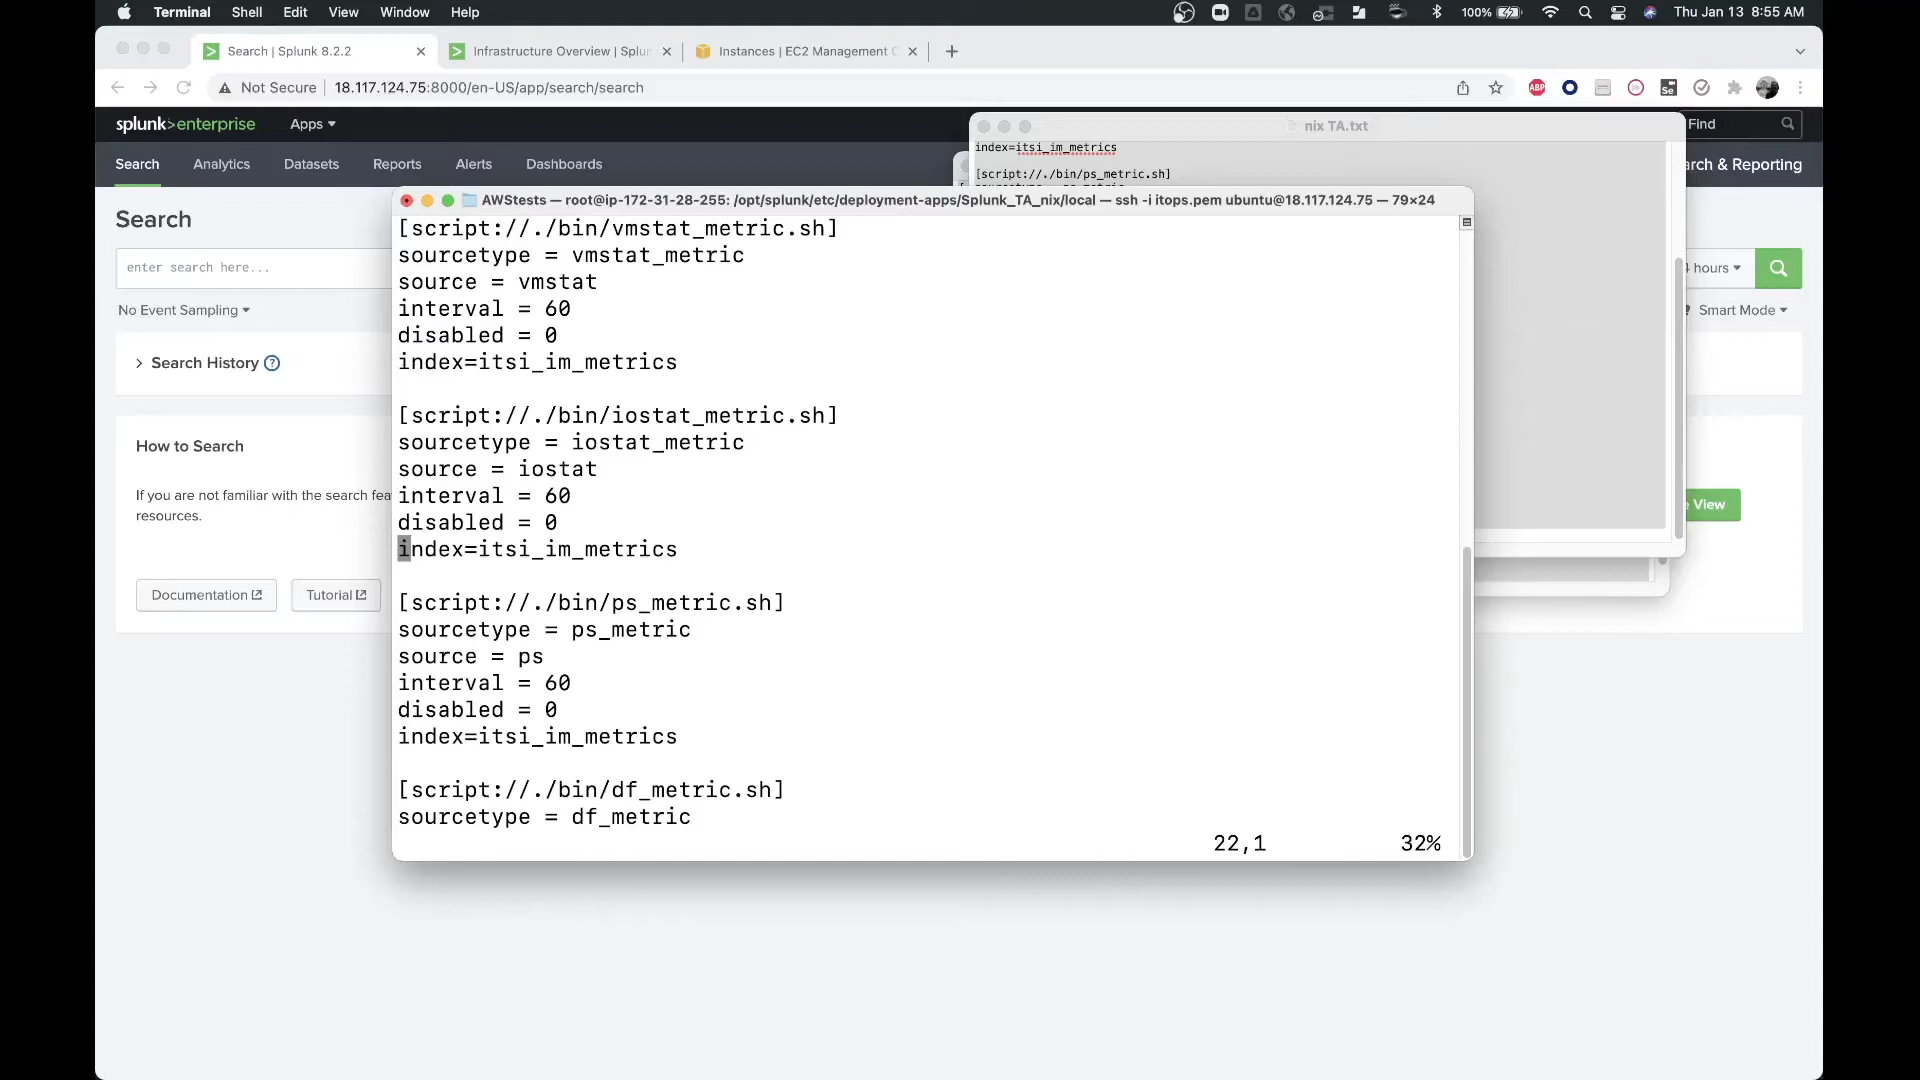 Terminal Shell Edit View Window Help 100% Thu Jan 13 8:55 AM
Search | Splunk 8.2.2
Infrastructure Overview | Splun
Instances | EC2 Management C
Not Secure 18.117.124.75:8000/en-US/app/search/search
ABP
Se
splunk>enterprise Apps
Find
Search Analytics Datasets Reports Alerts Dashboards
arch & Reporting
nix TA.txt
index=itsi_im_metrics
[script://./bin/ps_metric.sh]
Search
enter search here...
hours
No Event Sampling
Smart Mode
Search History ?
How to Search
If you are not familiar with the search fea
resources.
Documentation
Tutorial
View
AWStests — root@ip-172-31-28-255: /opt/splunk/etc/deployment-apps/Splunk_TA_nix/local — ssh -i itops.pem ubuntu@18.117.124.75 — 79×24
[script://./bin/vmstat_metric.sh]
sourcetype = vmstat_metric
source = vmstat
interval = 60
disabled = 0
index=itsi_im_metrics
[script://./bin/iostat_metric.sh]
sourcetype = iostat_metric
source = iostat
interval = 60
disabled = 0
index=itsi_im_metrics
[script://./bin/ps_metric.sh]
sourcetype = ps_metric
source = ps
interval = 60
disabled = 0
index=itsi_im_metrics
[script://./bin/df_metric.sh]
sourcetype = df_metric
22,1 32%